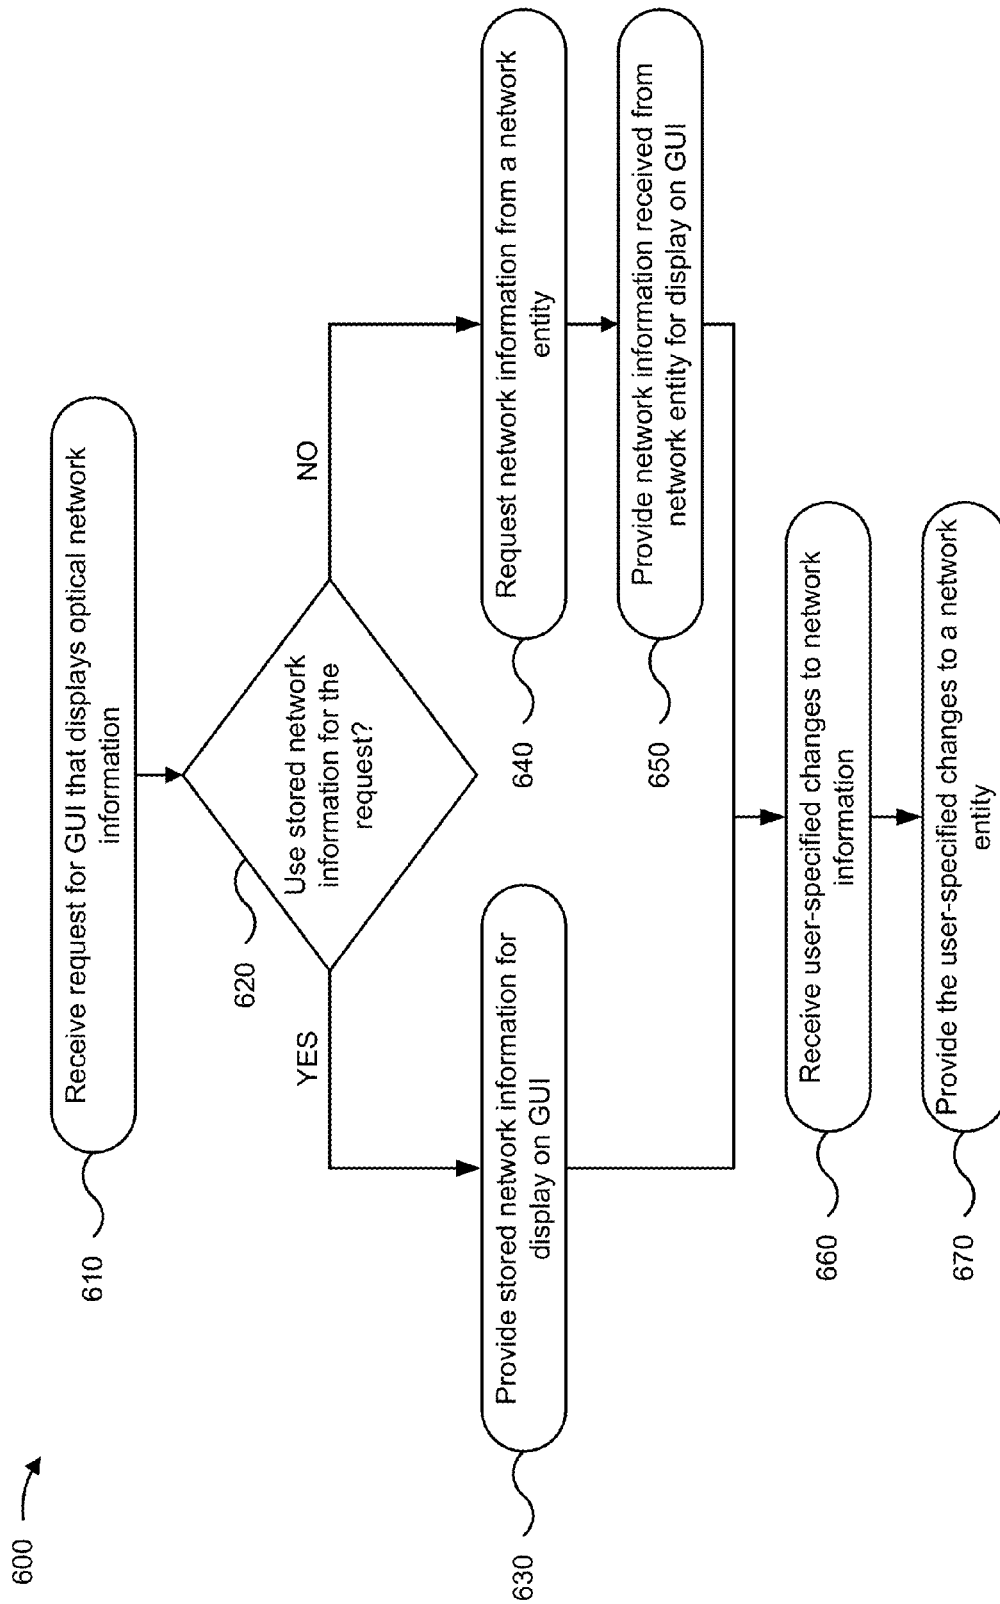 600
610
Receive request for GUI that displays optical network
information
620
Use stored network
information for the
request?
YES
NO
630
Provide stored network information for
display on GUI
640
Request network information from a network
entity
650
Provide network information received from
network entity for display on GUI
660
Receive user-specified changes to network
information
670
Provide the user-specified changes to a network
entity